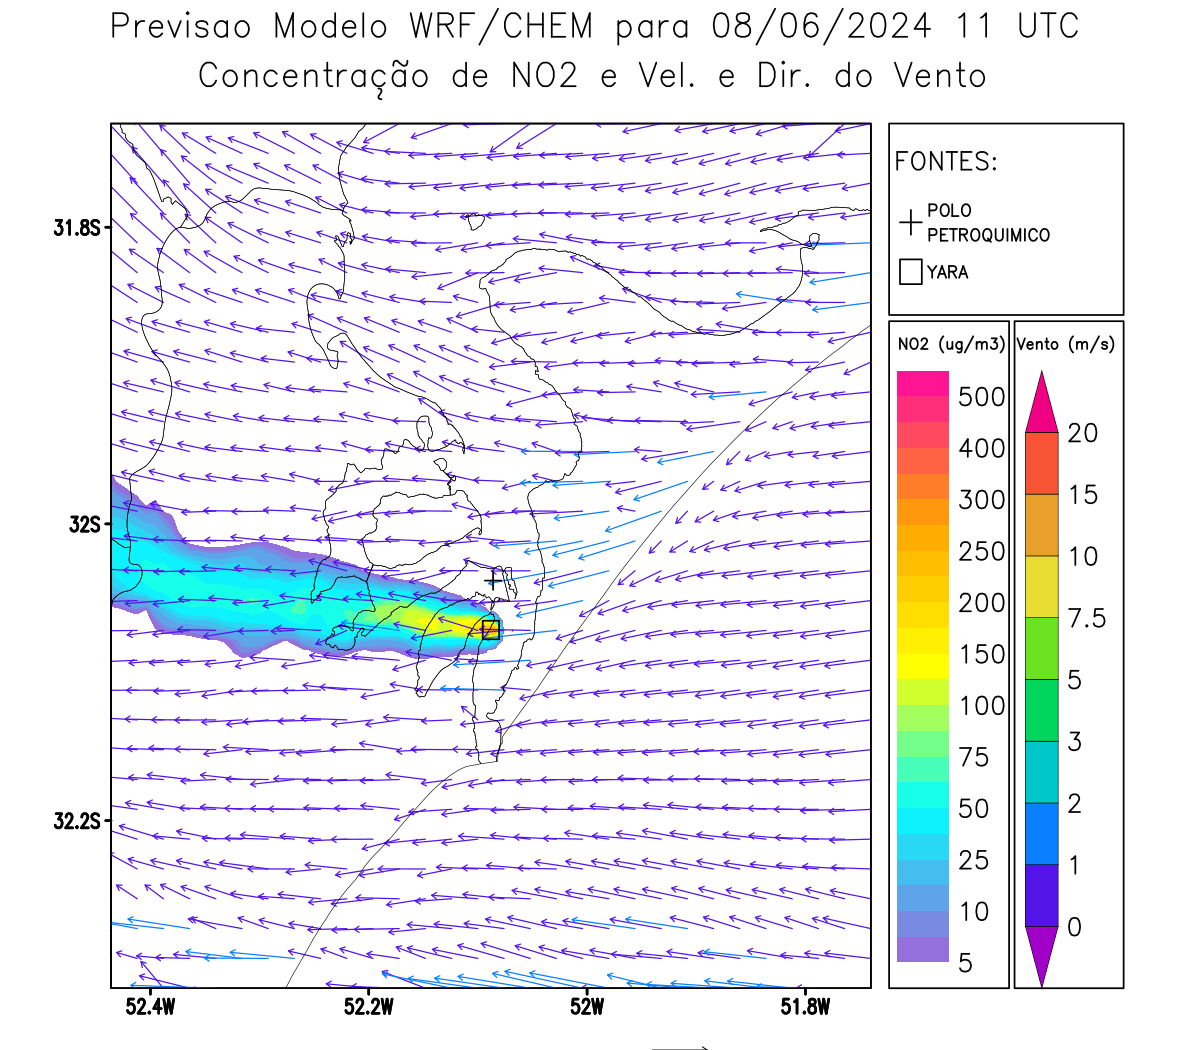 Previsao Modelo WRF/CHEM para 08/06/2024 11 UTC
Concentração de NO2 e Vel. e Dir. do Vento
FONTES:
POLO
PETROQUIMICO
YARA
NO2 (ug/m3)
500
400
300
250
200
150
100
75
50
25
10
5
Vento (m/s)
20
15
10
7.5
5
3
2
1
0
31.8S
32S
32.2S
52.4W
52.2W
52W
51.8W